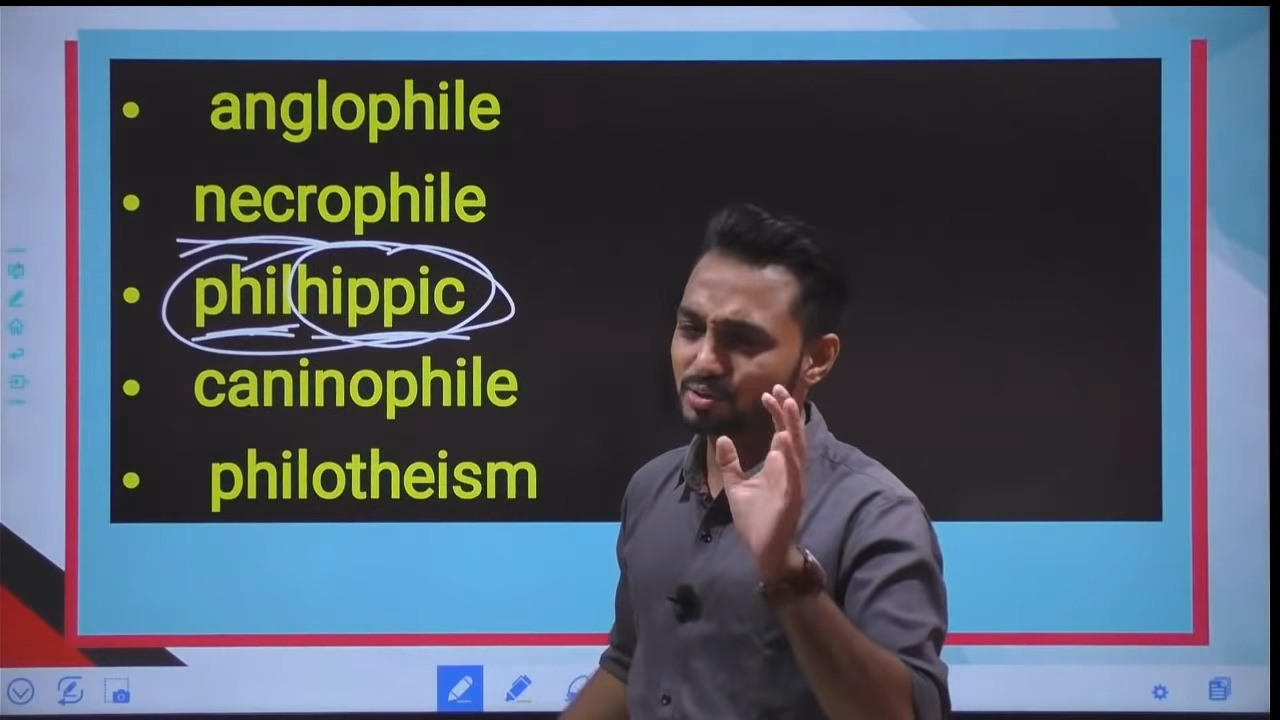 • anglophile
• necrophile
• philhippic
• caninophile
• philotheism